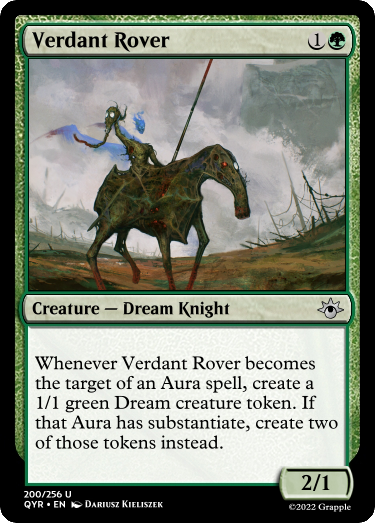 Verdant Rover 1
Creature — Dream Knight
Whenever Verdant Rover becomes
the target of an Aura spell, create a
1/1 green Dream creature token. If
that Aura has substantiate, create two
of those tokens instead.
2/1
200/256 U
QYR • EN Dariusz Kieliszek
©2022 Grapple